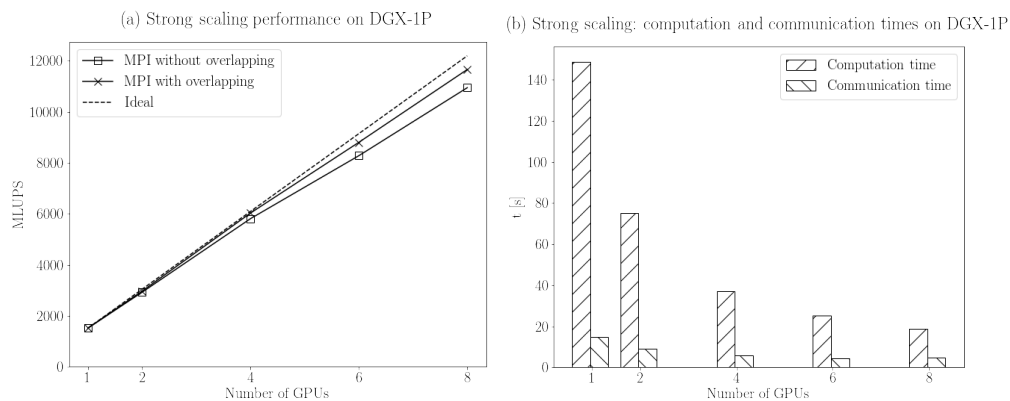 (a) Strong scaling performance on DGX-1P
MPI without overlapping
MPI with overlapping
Ideal
12000
10000
8000
6000
4000
2000
0
MLUPS
1 2 4 6 8
Number of GPUs
(b) Strong scaling: computation and communication times on DGX-1P
Computation time
Communication time
140
120
100
80
60
40
20
0
t [s]
1 2 4 6 8
Number of GPUs